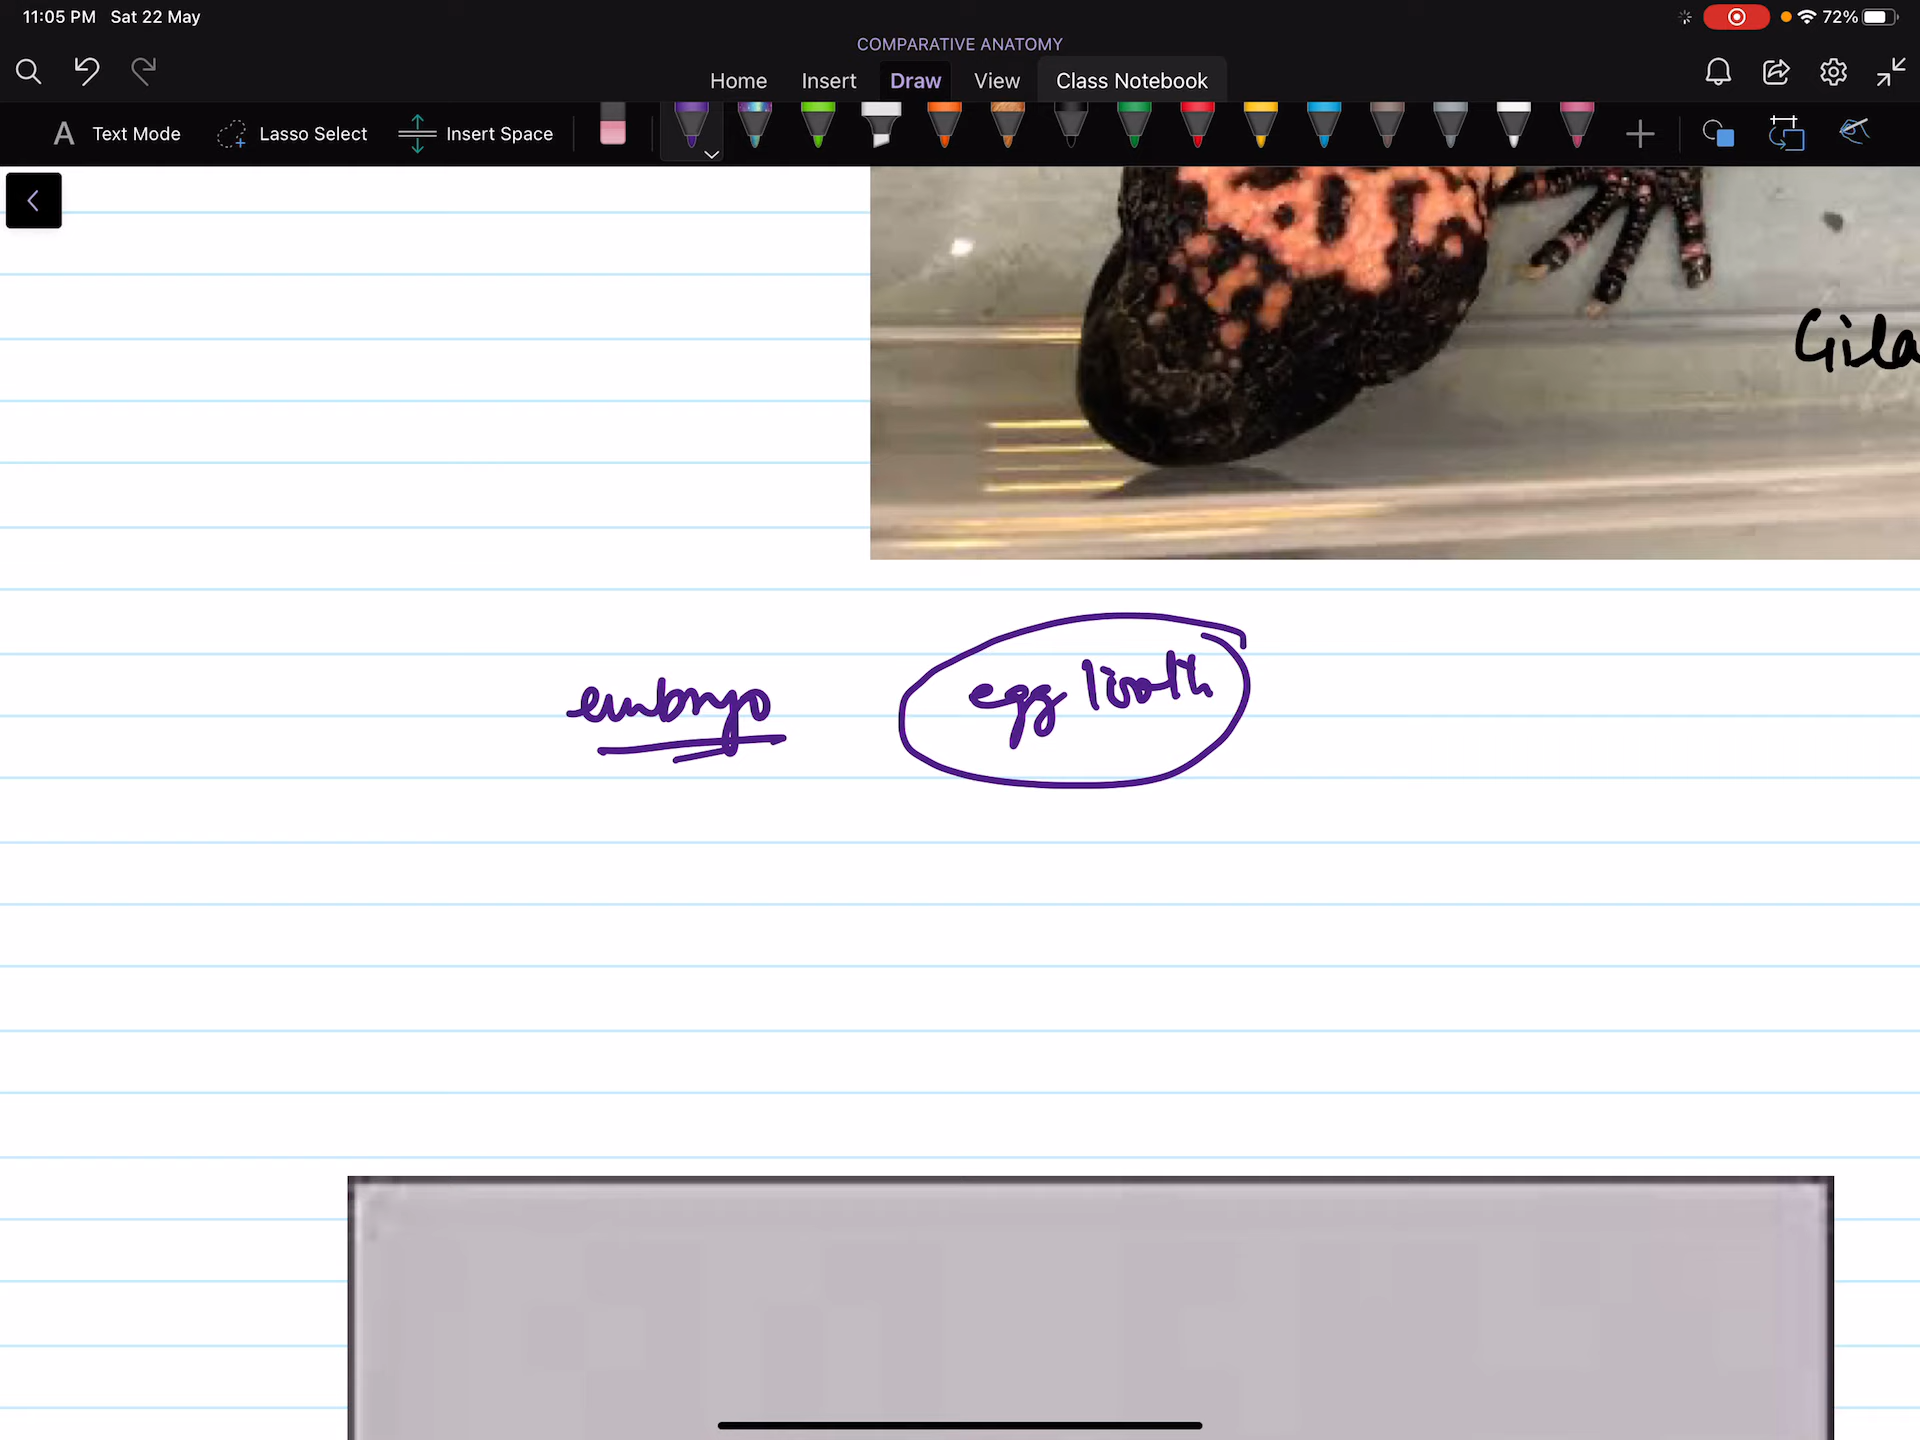 11:05 PM Sat 22 May
72%
COMPARATIVE ANATOMY
Home Insert Draw View Class Notebook
Text Mode Lasso Select Insert Space
Gila
embryo egg tooth